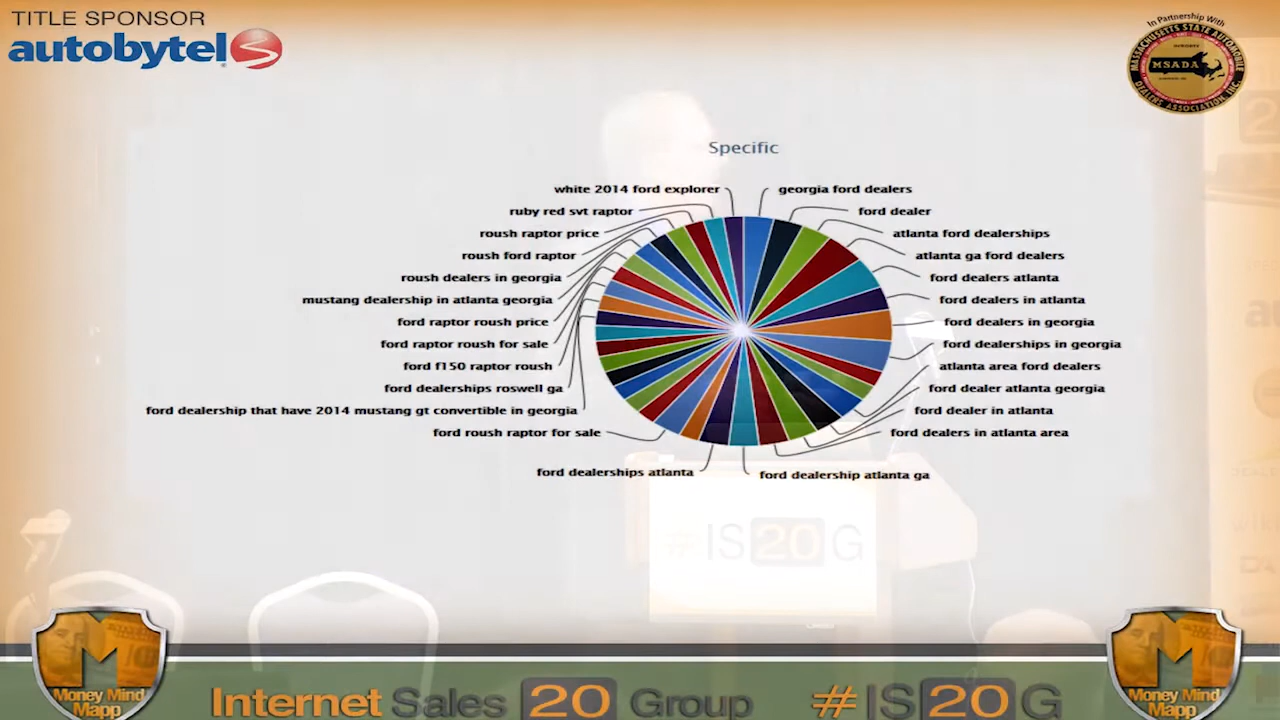 TITLE SPONSOR
autobytel
In Partnership With
MASSACHUSETTS STATE AUTOMOBILE
MSADA
DEALERS ASSOCIATION, INC.
Specific
white 2014 ford explorer
georgia ford dealers
ruby red svt raptor
ford dealer
roush raptor price
atlanta ford dealerships
roush ford raptor
atlanta ga ford dealers
roush dealers in georgia
ford dealers atlanta
mustang dealership in atlanta georgia
ford dealers in atlanta
ford raptor roush price
ford dealers in georgia
ford raptor roush for sale
ford dealerships in georgia
ford f150 raptor roush
atlanta area ford dealers
ford dealerships roswell ga
ford dealer atlanta georgia
ford dealership that have 2014 mustang gt convertible in georgia
ford dealer in atlanta
ford roush raptor for sale
ford dealers in atlanta area
ford dealerships atlanta
ford dealership atlanta ga
#IS20G
M
Money Mind
Mapp
Internet Sales 20 Group
#IS20G
M
Money Mind
Mapp